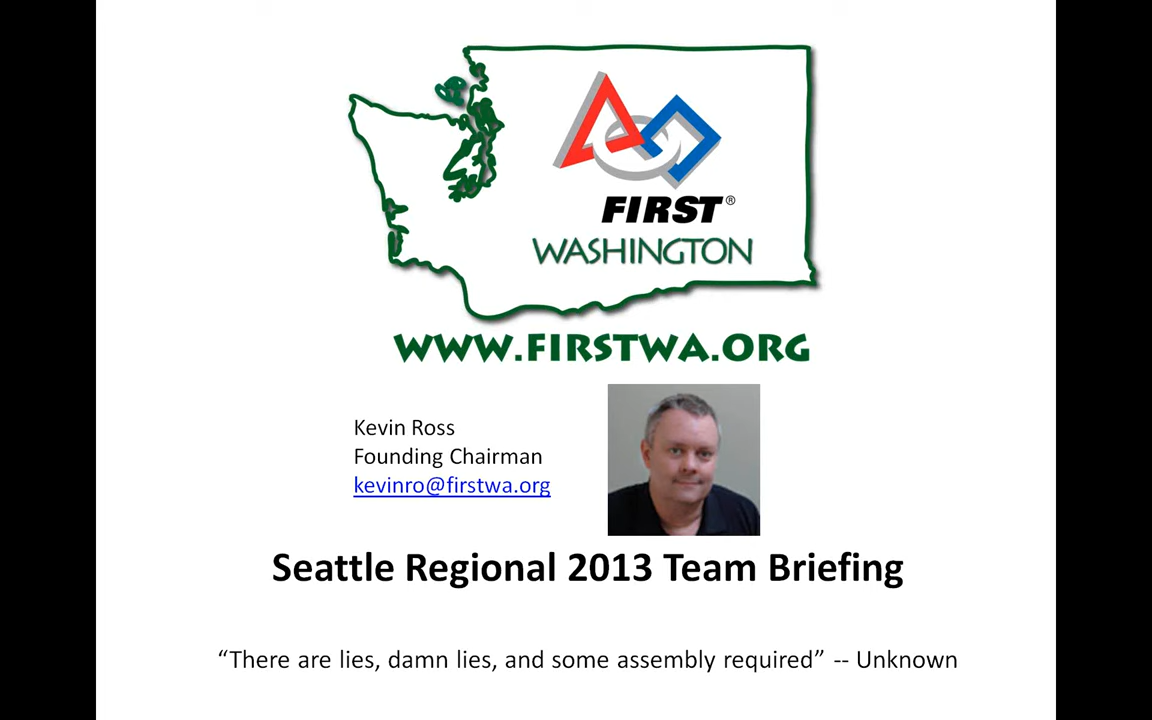 FIRST®
WASHINGTON
WWW.FIRSTWA.ORG
Kevin Ross
Founding Chairman
kevinro@firstwa.org
Seattle Regional 2013 Team Briefing
“There are lies, damn lies, and some assembly required” -- Unknown